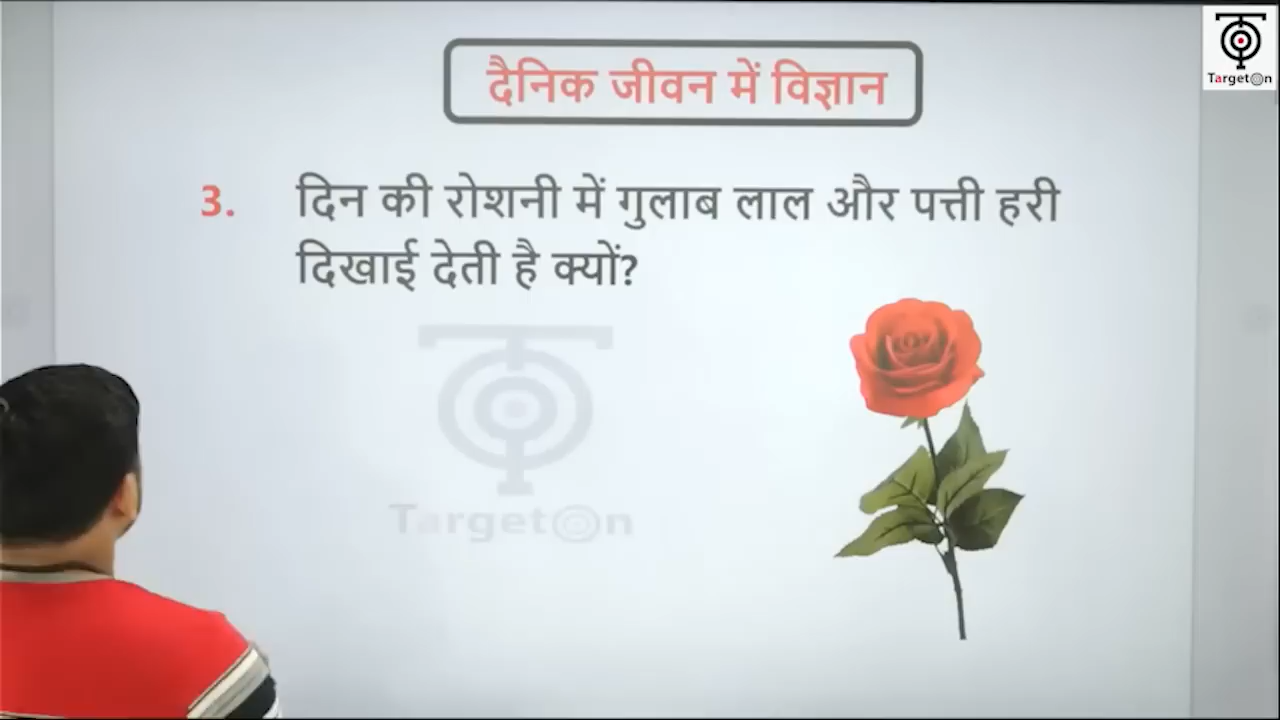 TargetOn
दैनिक जीवन में विज्ञान
3. दिन की रोशनी में गुलाब लाल और पत्ती हरी
दिखाई देती है क्यों?
TargetOn